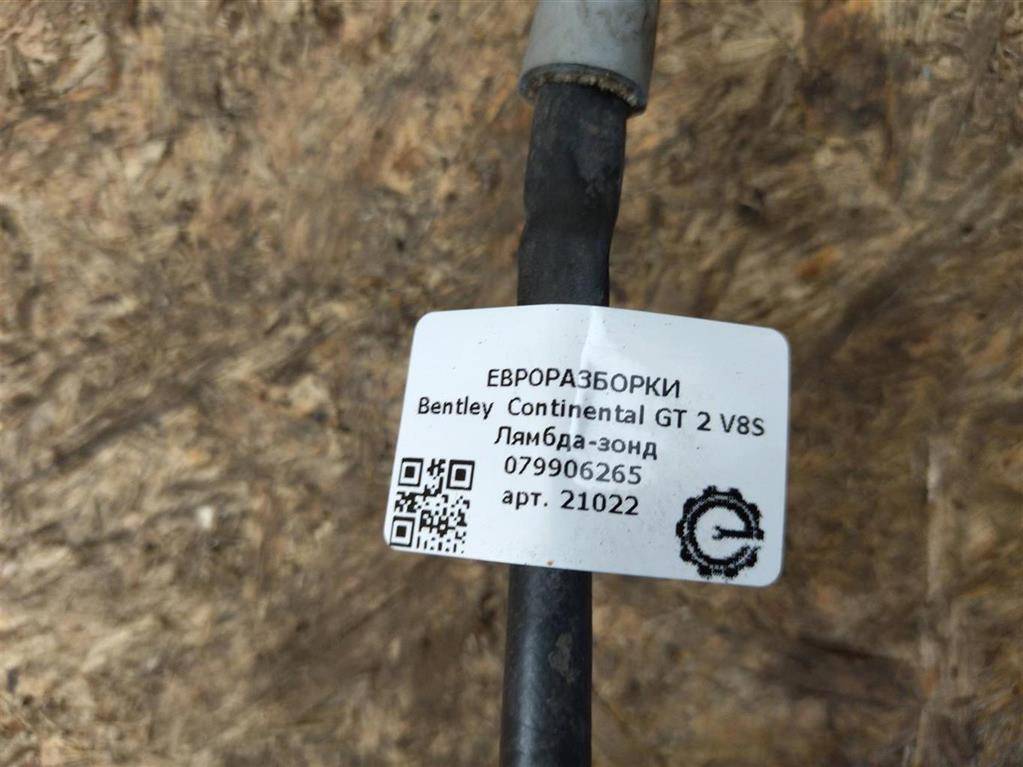 ЕВРОРАЗБОРКИ
Bentley Continental GT 2 V8S
Лямбда-зонд
079906265
арт. 21022